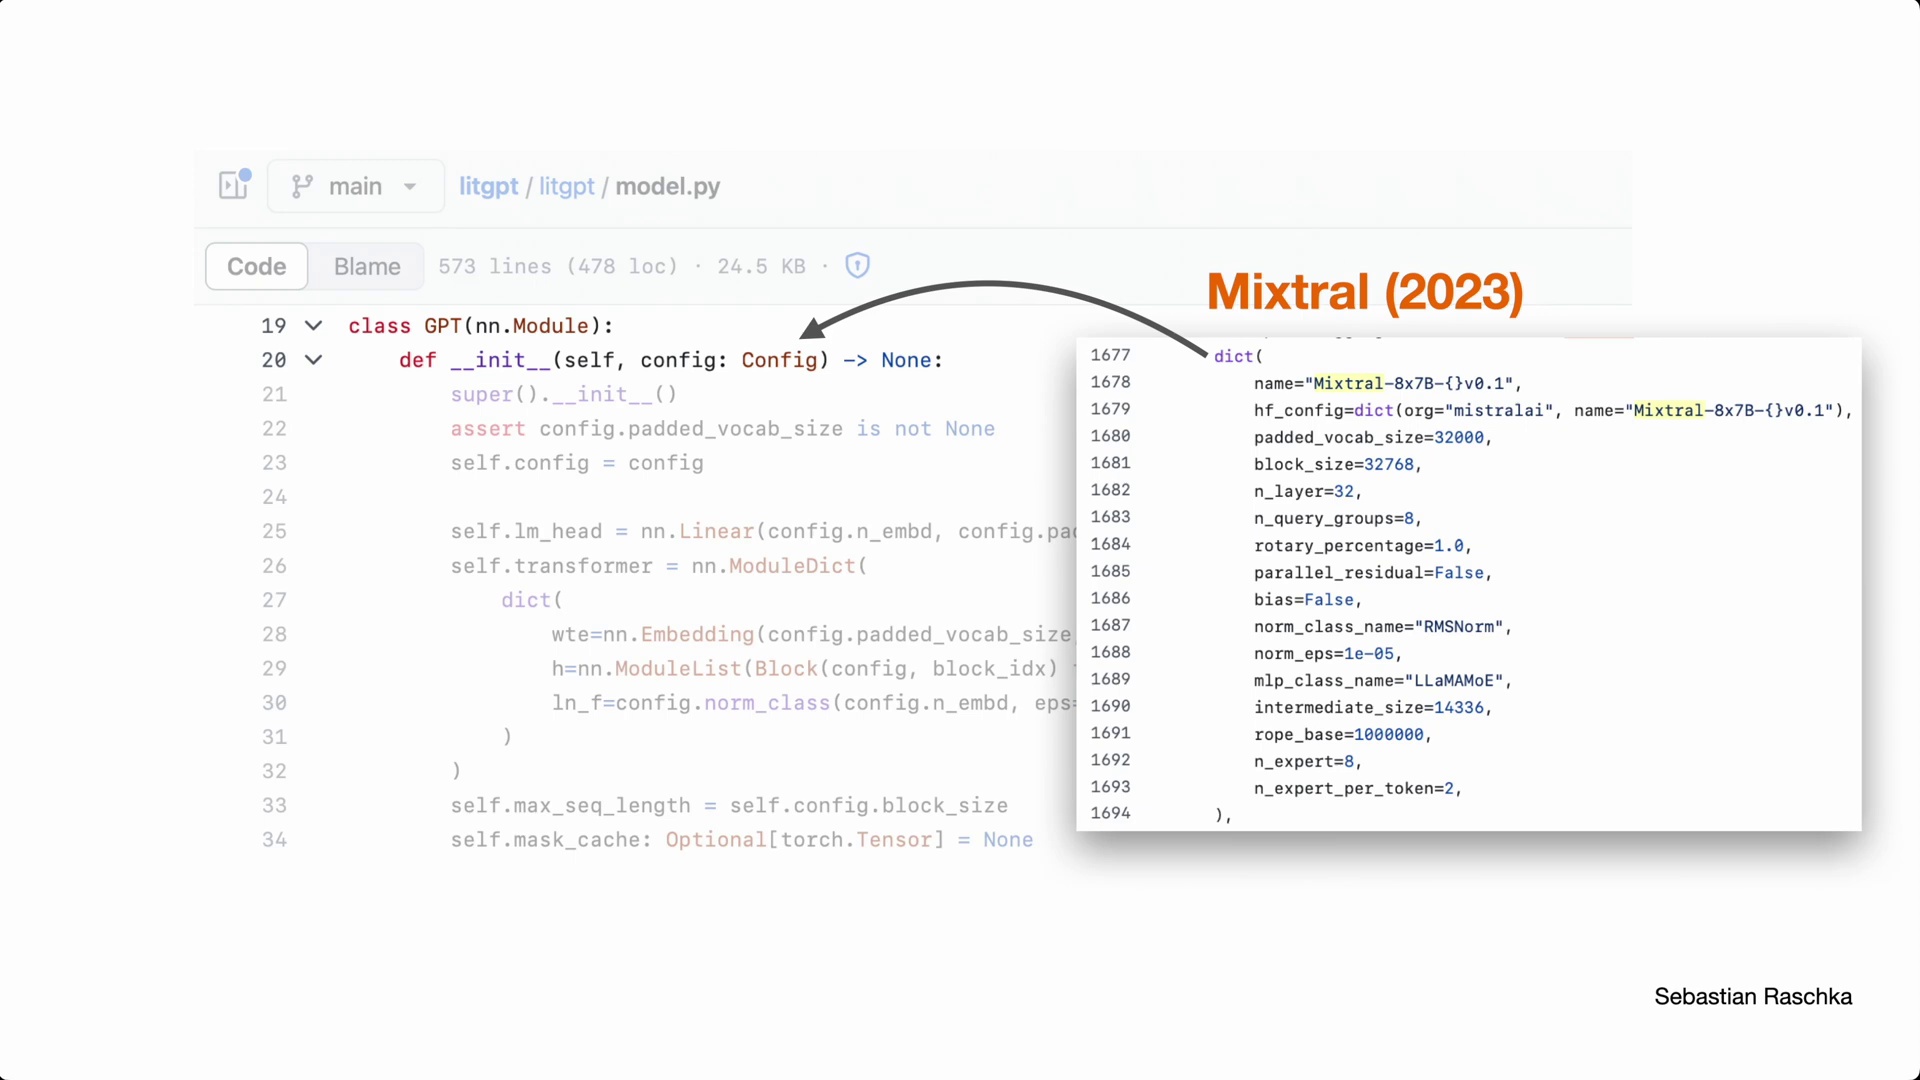 main
litgpt / litgpt / model.py
Code
Blame
573 lines (478 loc) · 24.5 KB ·
19 class GPT(nn.Module):
20 def __init__(self, config: Config) -> None:
21 super().__init__()
22 assert config.padded_vocab_size is not None
23 self.config = config
24
25 self.lm_head = nn.Linear(config.n_embd, config.pad
26 self.transformer = nn.ModuleDict(
27 dict(
28 wte=nn.Embedding(config.padded_vocab_size,
29 h=nn.ModuleList(Block(config, block_idx)
30 ln_f=config.norm_class(config.n_embd, eps=
31 )
32 )
33 self.max_seq_length = self.config.block_size
34 self.mask_cache: Optional[torch.Tensor] = None
Mixtral (2023)
1677 dict(
1678 name="Mixtral-8x7B-{}v0.1",
1679 hf_config=dict(org="mistralai", name="Mixtral-8x7B-{}v0.1"),
1680 padded_vocab_size=32000,
1681 block_size=32768,
1682 n_layer=32,
1683 n_query_groups=8,
1684 rotary_percentage=1.0,
1685 parallel_residual=False,
1686 bias=False,
1687 norm_class_name="RMSNorm",
1688 norm_eps=1e-05,
1689 mlp_class_name="LLaMAMoE",
1690 intermediate_size=14336,
1691 rope_base=1000000,
1692 n_expert=8,
1693 n_expert_per_token=2,
1694 ),
Sebastian Raschka